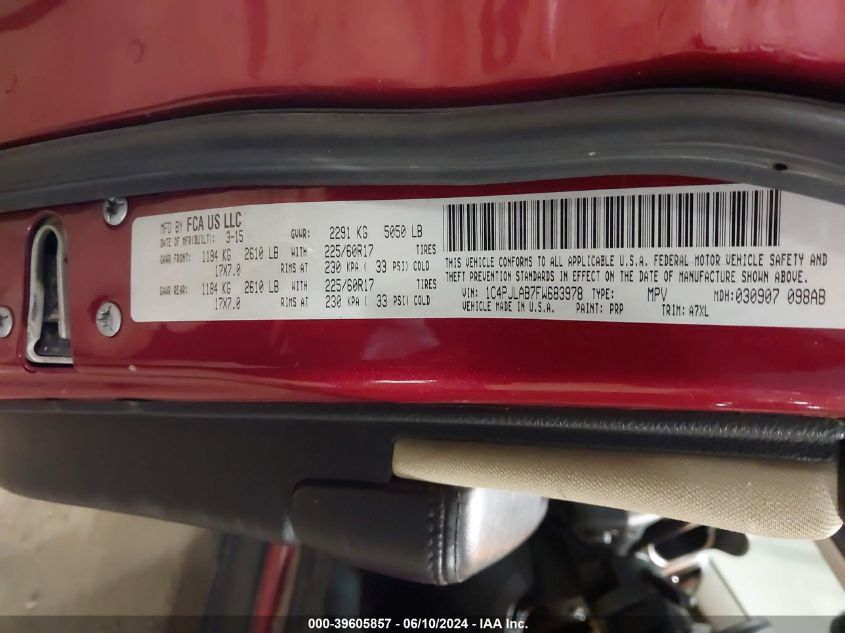 MFD BY FCA US LLC
DATE OF MFR(BUILT): 3-15 GVWR: 2291 KG 5050 LB
GAWR FRONT: 1184 KG 2610 LB WITH 225/60R17 TIRES
17X7.0 RIMS AT 230 KPA ( 33 PSI) COLD
GAWR REAR: 1184 KG 2610 LB WITH 225/60R17 TIRES
17X7.0 RIMS AT 230 KPA ( 33 PSI) COLD
THIS VEHICLE CONFORMS TO ALL APPLICABLE U.S.A. FEDERAL MOTOR VEHICLE SAFETY AND
THEFT PREVENTION STANDARDS IN EFFECT ON THE DATE OF MANUFACTURE SHOWN ABOVE.
VIN: 1C4PJLAB7FW683978 TYPE: MPV MDH: 030907 098AB
VEHICLE MADE IN U.S.A. PAINT: PRP TRIM: A7XL
000-39605857 - 06/10/2024 - IAA Inc.